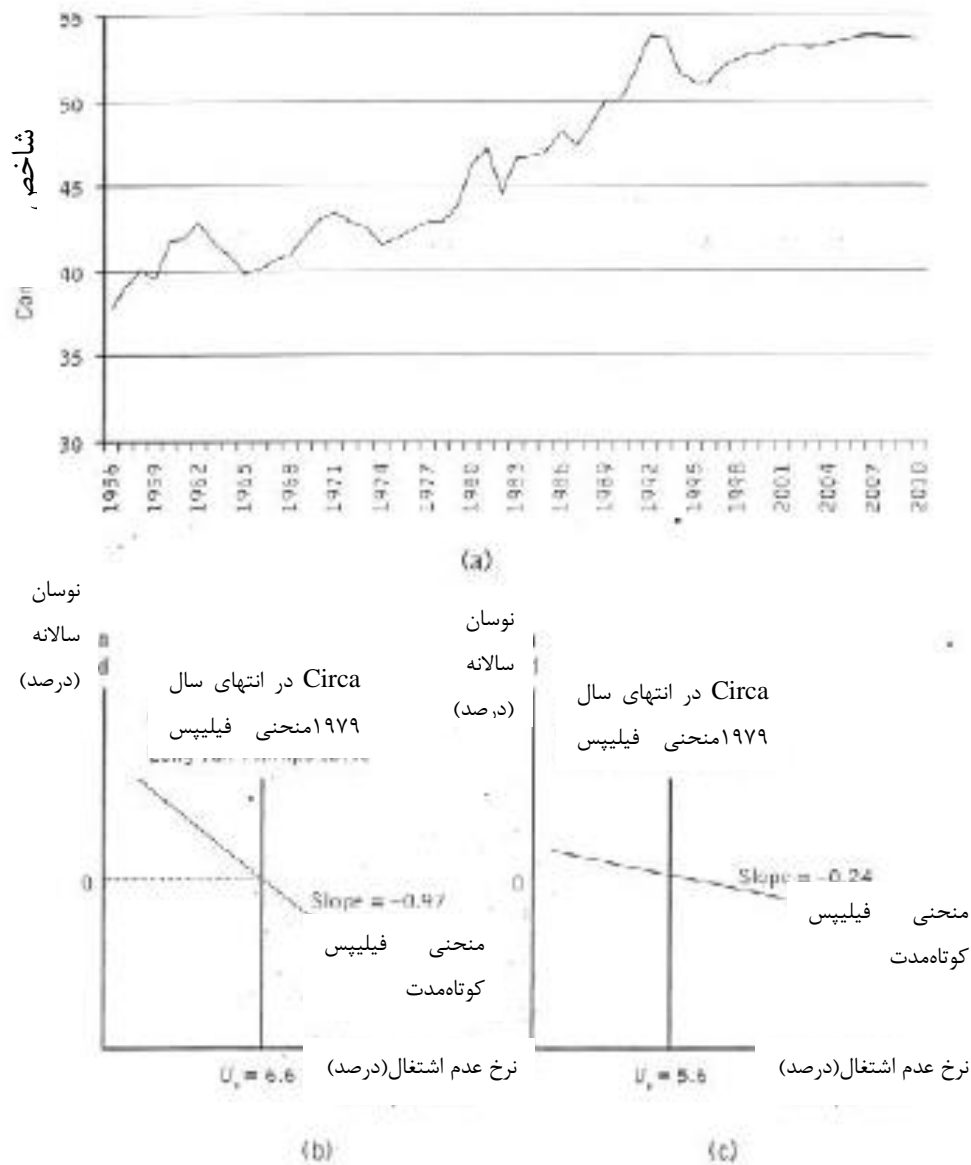 55
50
شاخص
45
40
35
30
1956 1959 1962 1965 1968 1971 1974 1977 1980 1983 1986 1989 1992 1995 1998 2001 2004 2007 2010
(a)
نوسان
سالانه
(درصد)
Circa در انتهای سال
۱۹۷۹منحنی فیلیپس
0
Slope = -0.97
منحنی فیلیپس
کوتاه‌مدت
نرخ عدم اشتغال(درصد)
= 6.6
(b)
نوسان
سالانه
(درصد)
Circa در انتهای سال
۱۹۷۹منحنی فیلیپس
0
Slope = -0.24
منحنی فیلیپس
کوتاه‌مدت
نرخ عدم اشتغال(درصد)
= 5.6
(c)